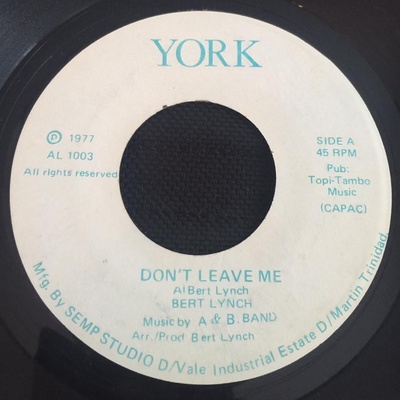 YORK
℗ 1977
AL 1003
All rights reserved
SIDE A
45 RPM
Pub:
Topi-Tambo
Music
(CAPAC)
DON'T LEAVE ME
AlBert Lynch
BERT LYNCH
Music by A & B. BAND
Arr./Prod Bert Lynch
Mfg. By SEMP STUDIO D/Vale Industrial Estate D/Martin Trinidad.